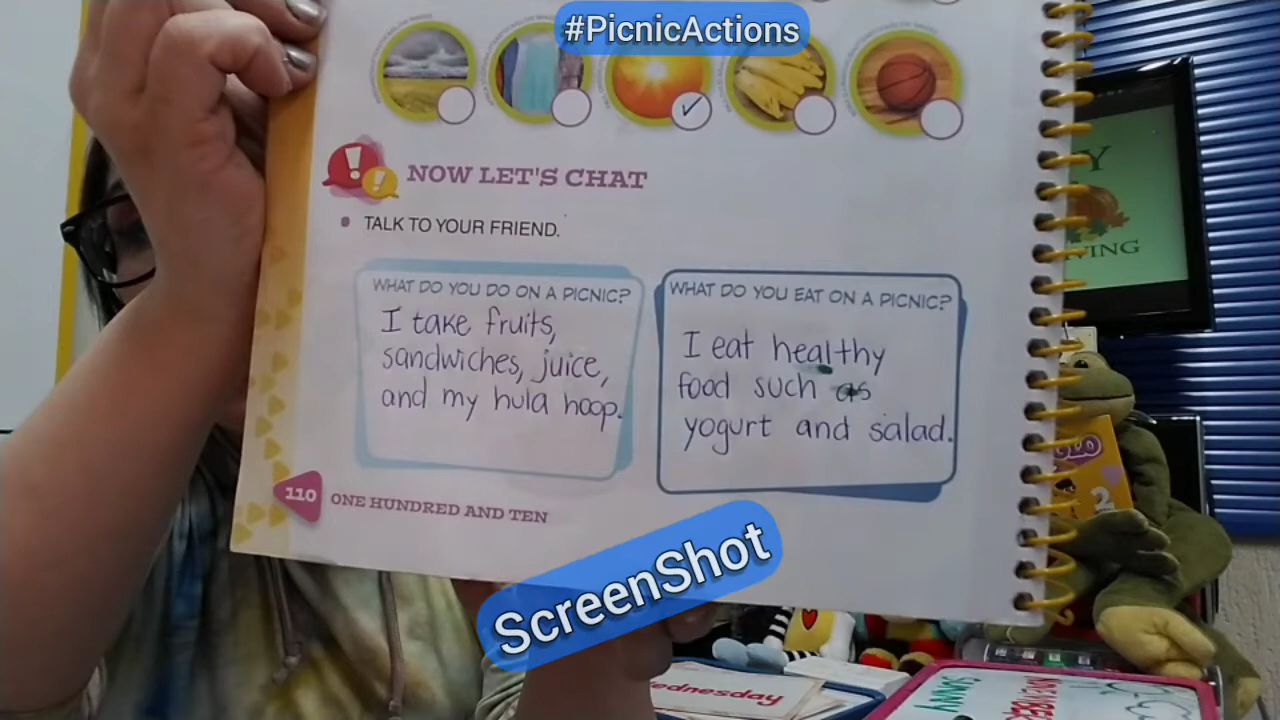 #PicnicActions
NOW LET'S CHAT
TALK TO YOUR FRIEND.
WHAT DO YOU DO ON A PICNIC?
I take fruits,
sandwiches, juice,
and my hula hoop.
WHAT DO YOU EAT ON A PICNIC?
I eat healthy
food such as
yogurt and salad.
110 ONE HUNDRED AND TEN
ScreenShot
2
SUNNY